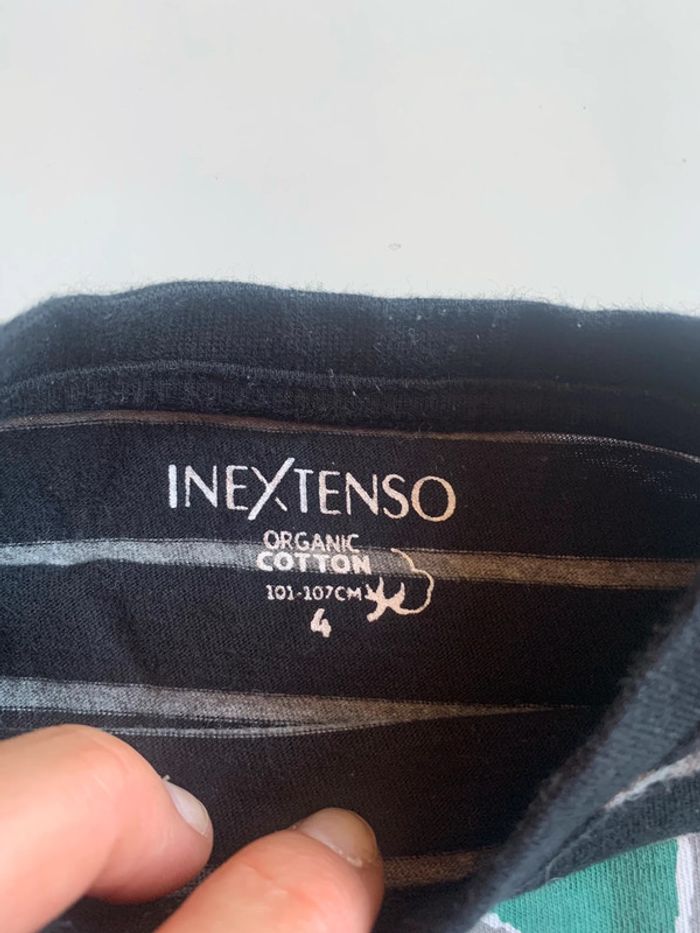 INEXTENSO
ORGANIC
COTTON
101-107CM
4